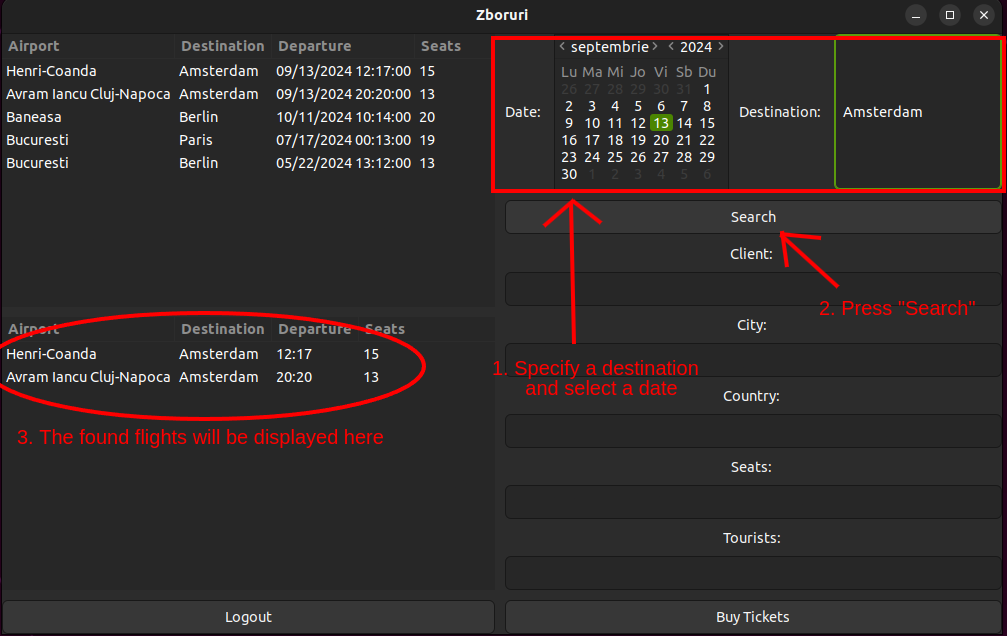 Zboruri
Airport Destination Departure Seats
Henri-Coanda Amsterdam 09/13/2024 12:17:00 15
Avram Iancu Cluj-Napoca Amsterdam 09/13/2024 20:20:00 13
Baneasa Berlin 10/11/2024 10:14:00 20
Bucuresti Paris 07/17/2024 00:13:00 19
Bucuresti Berlin 05/22/2024 13:12:00 13
Date:
septembrie 2024
Lu Ma Mi Jo Vi Sb Du
26 27 28 29 30 31 1
2 3 4 5 6 7 8
9 10 11 12 13 14 15
16 17 18 19 20 21 22
23 24 25 26 27 28 29
30 1 2 3 4 5 6
Destination:
Amsterdam
Search
Client:
2. Press "Search"
City:
1. Specify a destination
and select a date
Country:
Seats:
Tourists:
Buy Tickets
Airport Destination Departure Seats
Henri-Coanda Amsterdam 12:17 15
Avram Iancu Cluj-Napoca Amsterdam 20:20 13
3. The found flights will be displayed here
Logout